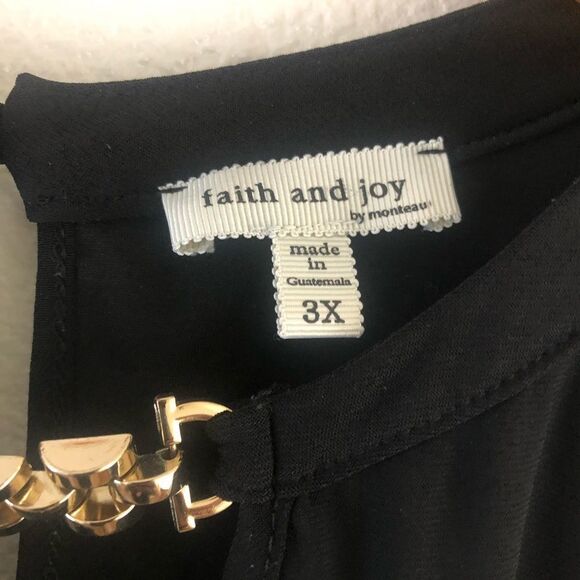 faith and joy
by monteau
made
in
Guatemala
3X